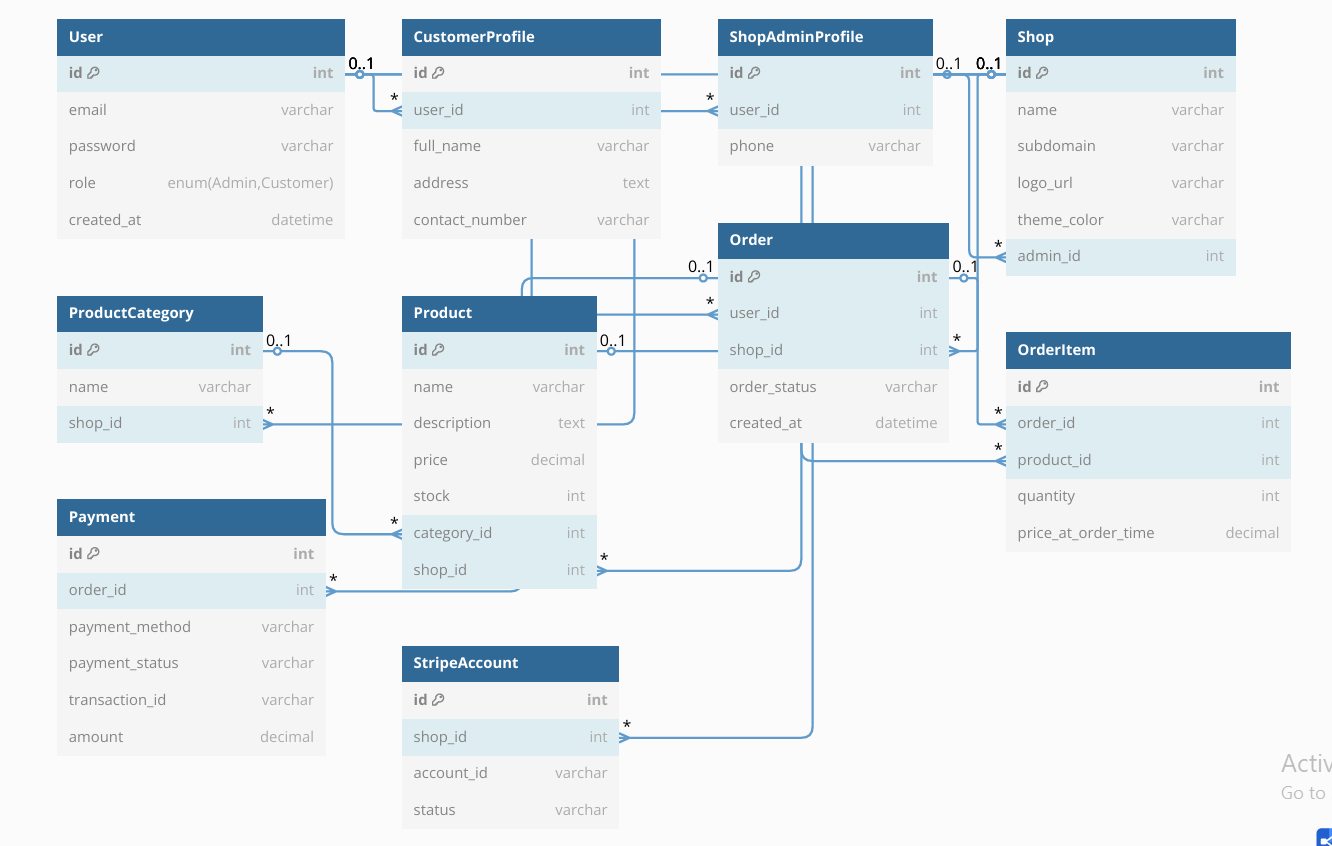 User
id int
email varchar
password varchar
role enum(Admin,Customer)
created_at datetime
0..1
*
CustomerProfile
id int
user_id int
full_name varchar
address text
contact_number varchar
*
ShopAdminProfile
id int
user_id int
phone varchar
0..1
0..1
*
Shop
id int
name varchar
subdomain varchar
logo_url varchar
theme_color varchar
admin_id int
ProductCategory
id int
name varchar
shop_id int
0..1
*
*
Product
id int
name varchar
description text
price decimal
stock int
category_id int
shop_id int
0..1
*
0..1
*
Order
id int
user_id int
shop_id int
order_status varchar
created_at datetime
0..1
*
*
*
OrderItem
id int
order_id int
product_id int
quantity int
price_at_order_time decimal
Payment
id int
order_id int
payment_method varchar
payment_status varchar
transaction_id varchar
amount decimal
*
StripeAccount
id int
shop_id int
account_id varchar
status varchar
*
Go to